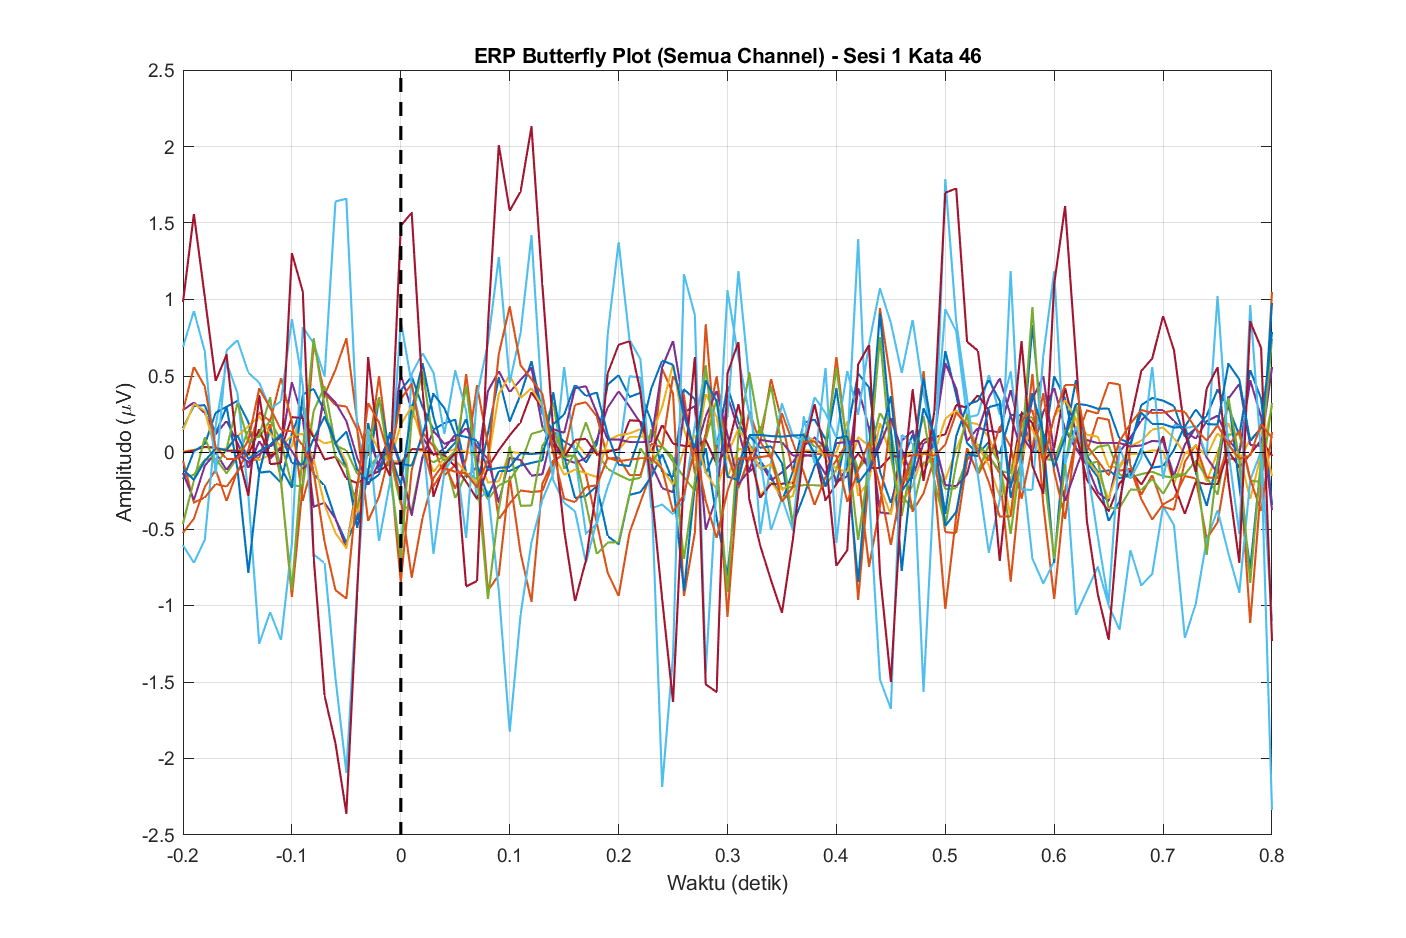 ERP Butterfly Plot (Semua Channel) - Sesi 1 Kata 46
2.5
2
1.5
1
0.5
0
-0.5
-1
-1.5
-2
-2.5
Amplitudo (μV)
-0.2 -0.1 0 0.1 0.2 0.3 0.4 0.5 0.6 0.7 0.8
Waktu (detik)